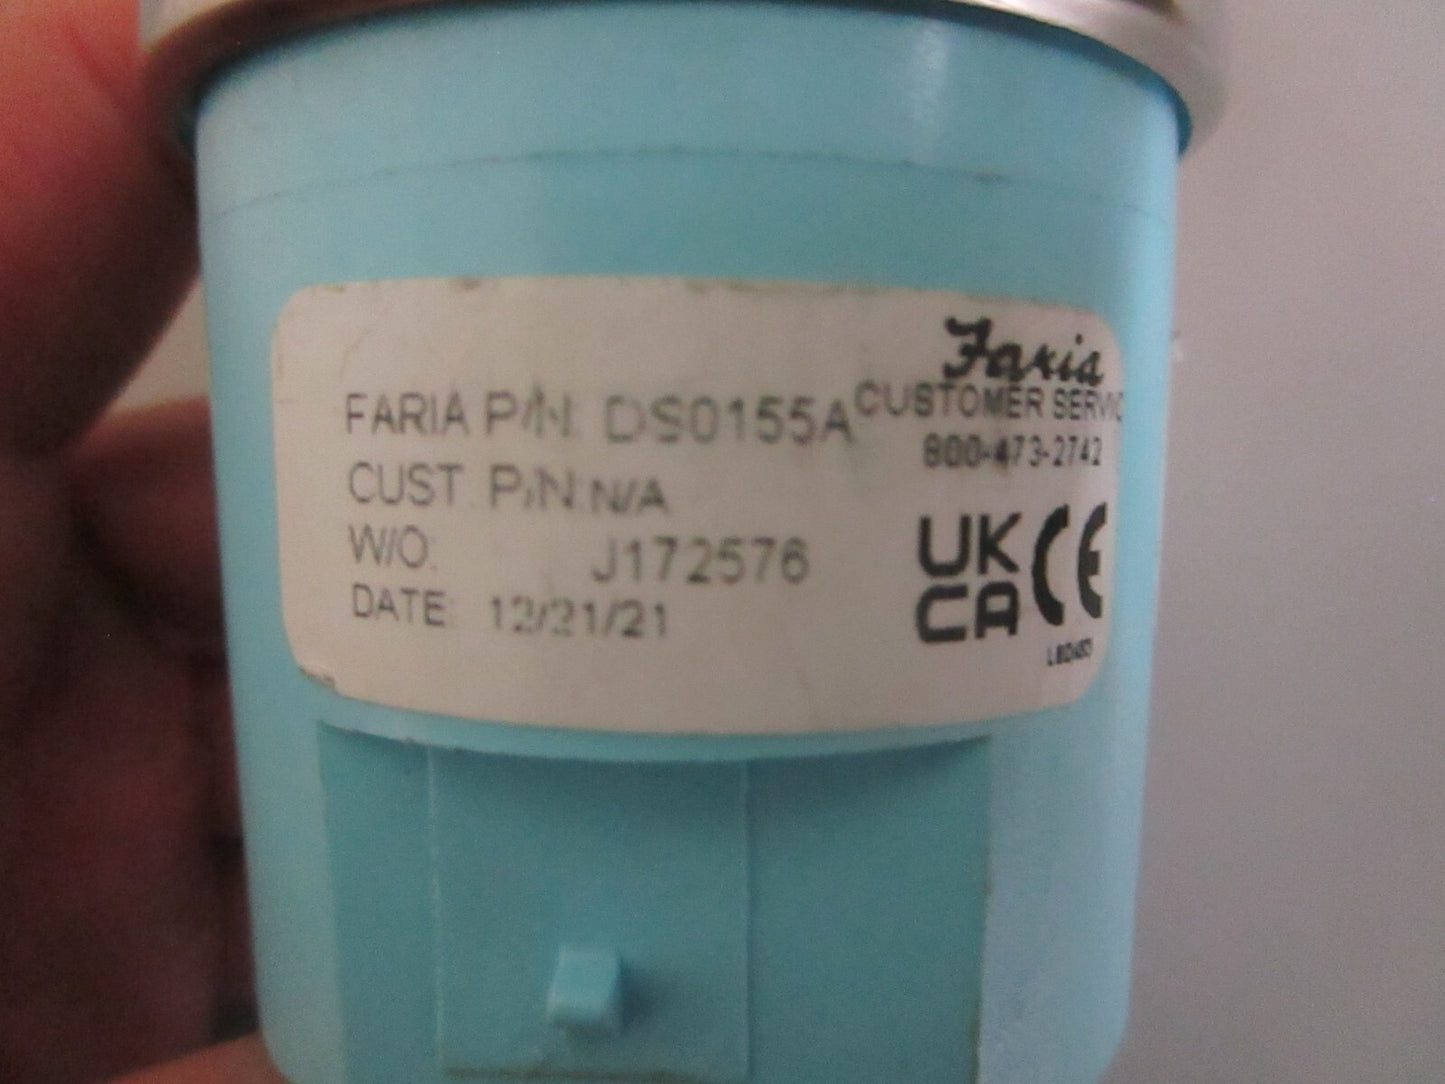 FARIA P/N: DS0155A
CUST. P/N: N/A
W/O: J172576
DATE: 12/21/21
Faria
CUSTOMER SERVIC
800-473-2742
UK
CA
CE